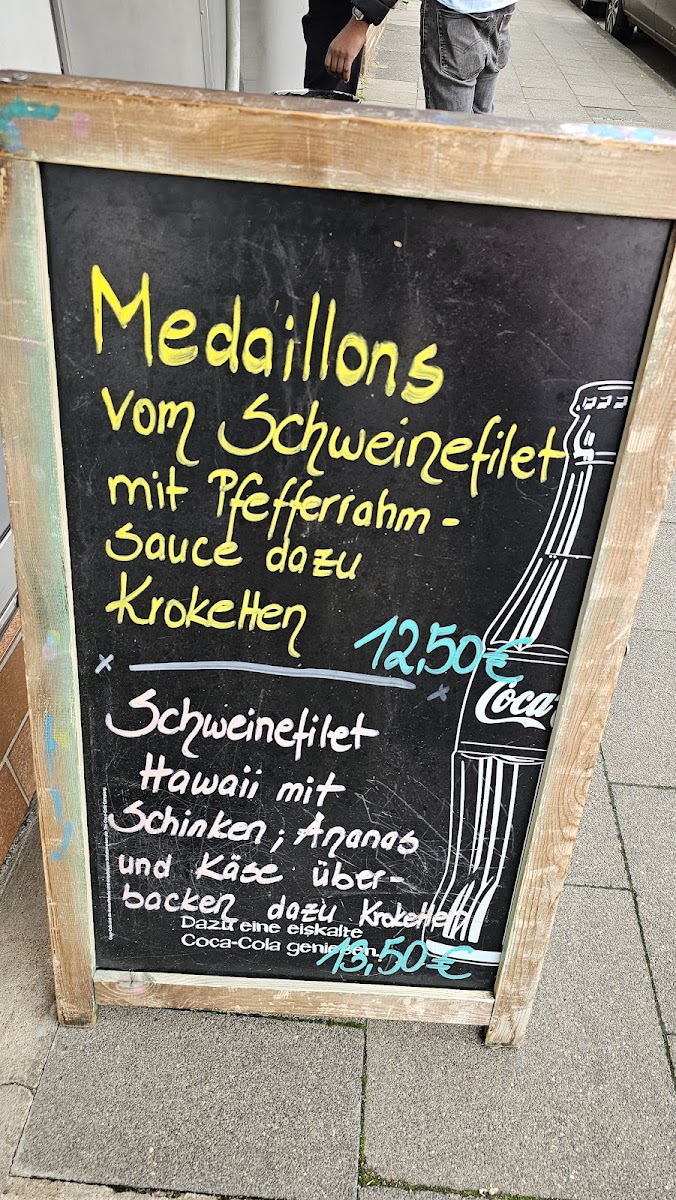 Medaillons
vom Schweinefilet
mit Pfefferrahm-
sauce dazu
Kroketten
12,50€
Coca
Schweinefilet
Hawaii mit
Schinken; Ananas
und Käse über-
backen dazu Kroketten
Dazu eine eiskalte
Coca-Cola genießen.
13,50€